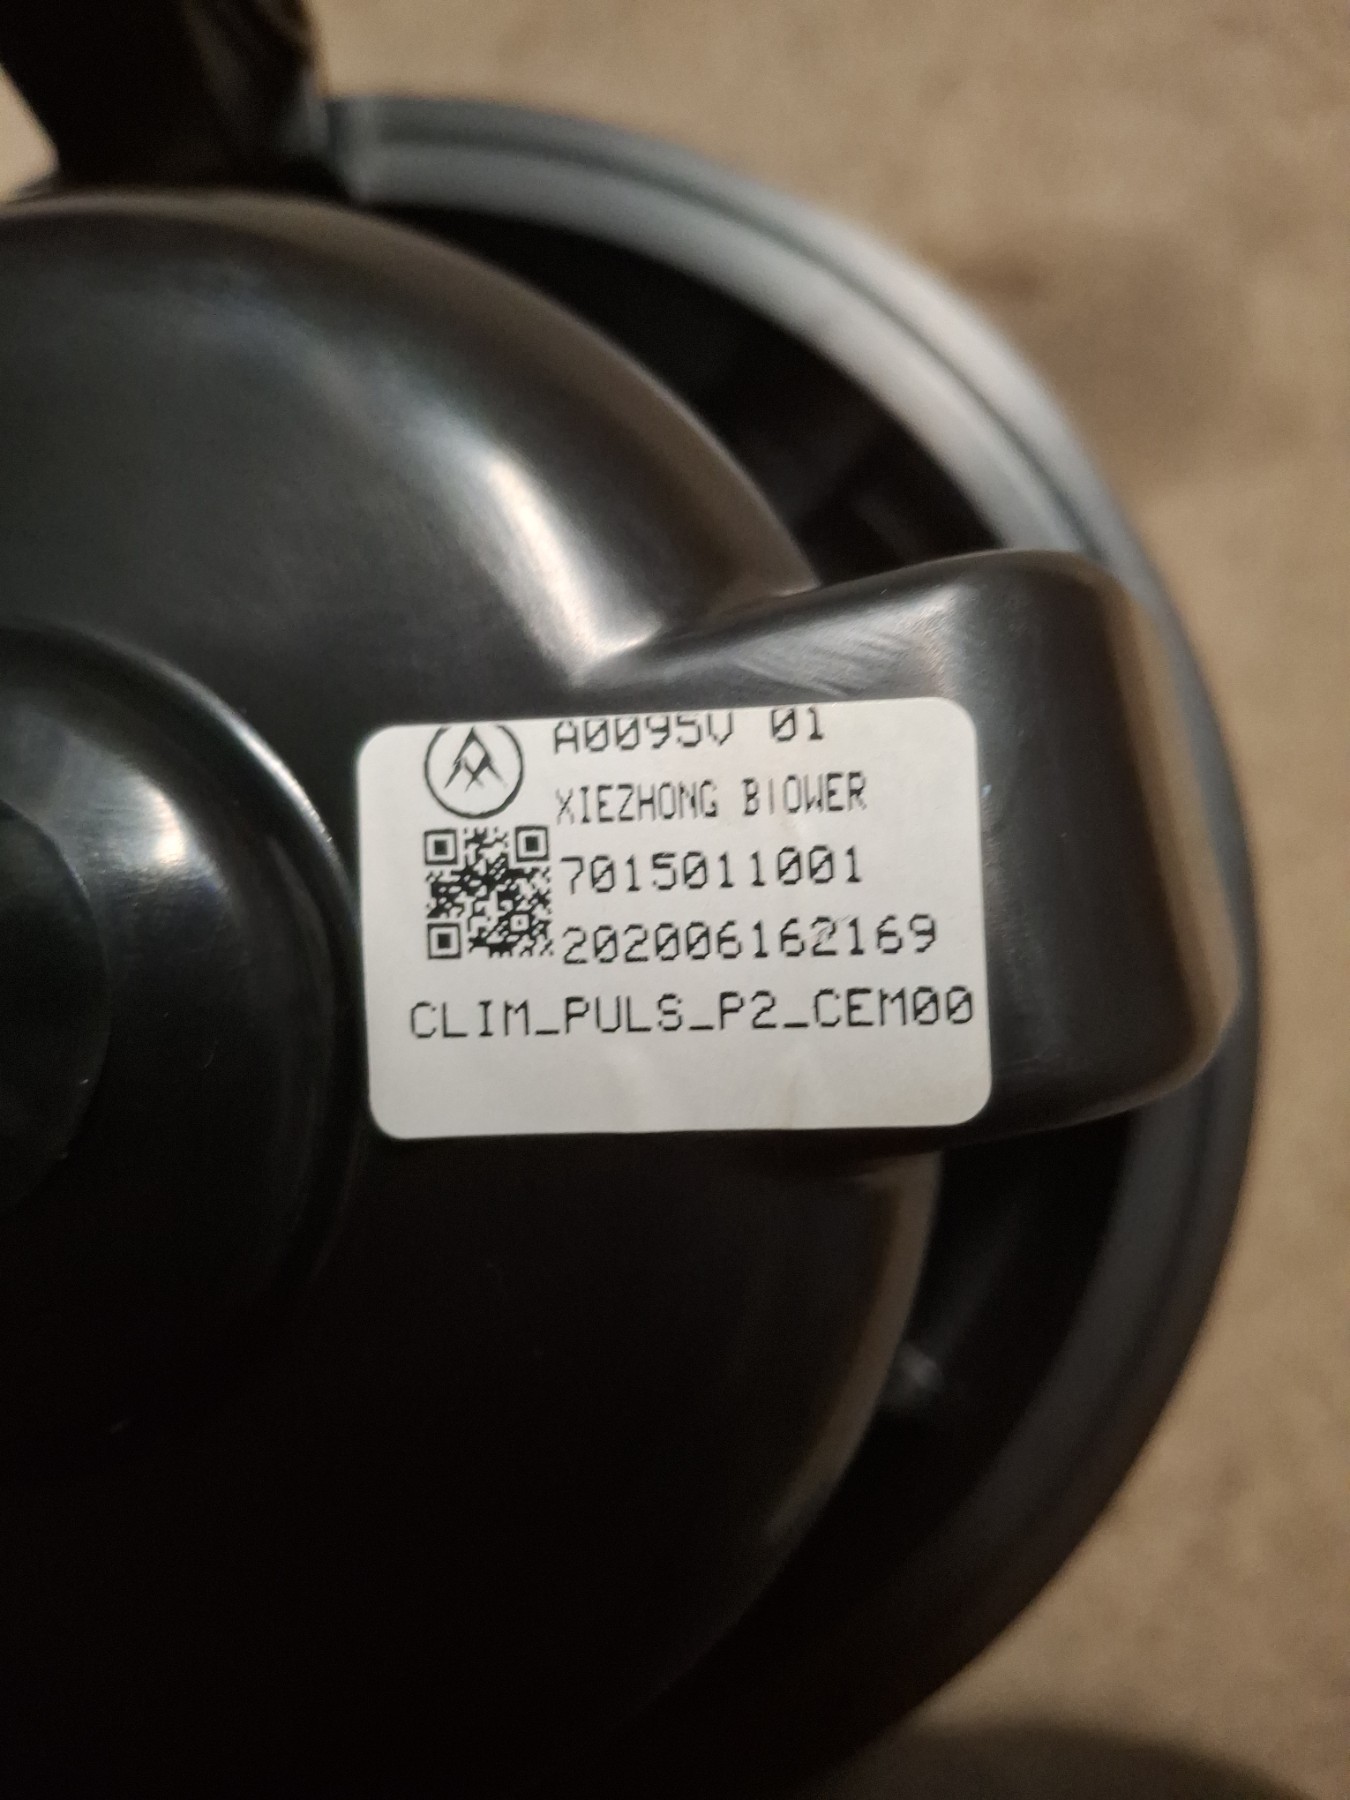 A0095V 01
XIEZHONG BIOWER
7015011001
202006162169
CLIM_PULS_P2_CEM00